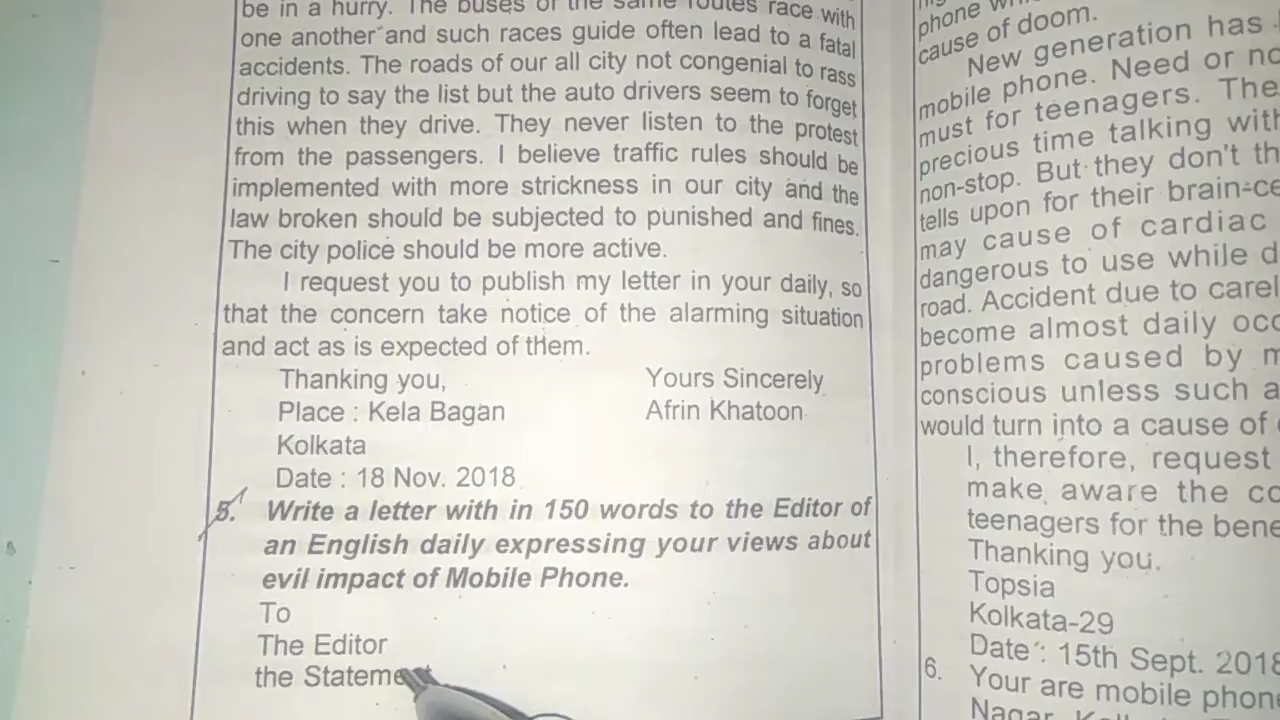 be in a hurry. The buses of the same routes race with
one another and such races guide often lead to a fatal
accidents. The roads of our all city not congenial to rass
driving to say the list but the auto drivers seem to forget
this when they drive. They never listen to the protest
from the passengers. I believe traffic rules should be
implemented with more strickness in our city and the
law broken should be subjected to punished and fines.
The city police should be more active.
I request you to publish my letter in your daily, so
that the concern take notice of the alarming situation
and act as is expected of them.
Thanking you,
Yours Sincerely
Place : Kela Bagan
Afrin Khatoon
Kolkata
Date : 18 Nov. 2018
5. Write a letter with in 150 words to the Editor of
an English daily expressing your views about
evil impact of Mobile Phone.
To
The Editor
the
phone
cause of doom.
New generation has
mobile phone. Need or
must for teenagers.
precious time talking
non-stop. But they don't
tells upon for their
may cause of cardiac
dangerous to use while
road. Accident due to
become almost daily
problems caused by
conscious unless such
would turn into a cause of
I, therefore, request
make aware the
teenagers for the
Thanking you.
Topsia
Kolkata-29
Date : 15th Sept. 2018
6. Your are mobile